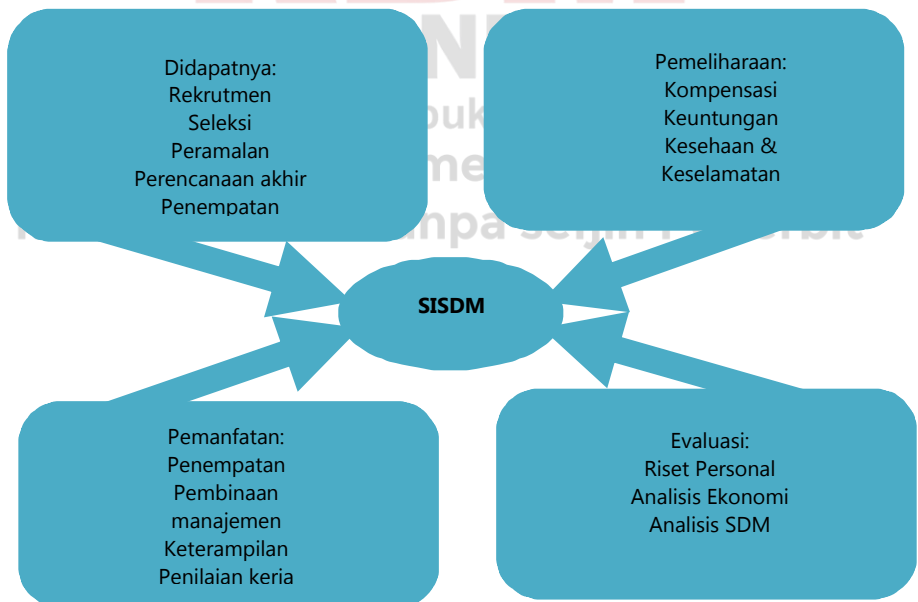 Didapatnya:
Rekrutmen
Seleksi
Peramalan
Perencanaan akhir
Penempatan
Pemeliharaan:
Kompensasi
Keuntungan
Kesehaan &
Keselamatan
SISDM
Pemanfatan:
Penempatan
Pembinaan
manajemen
Keterampilan
Penilaian kerja
Evaluasi:
Riset Personal
Analisis Ekonomi
Analisis SDM